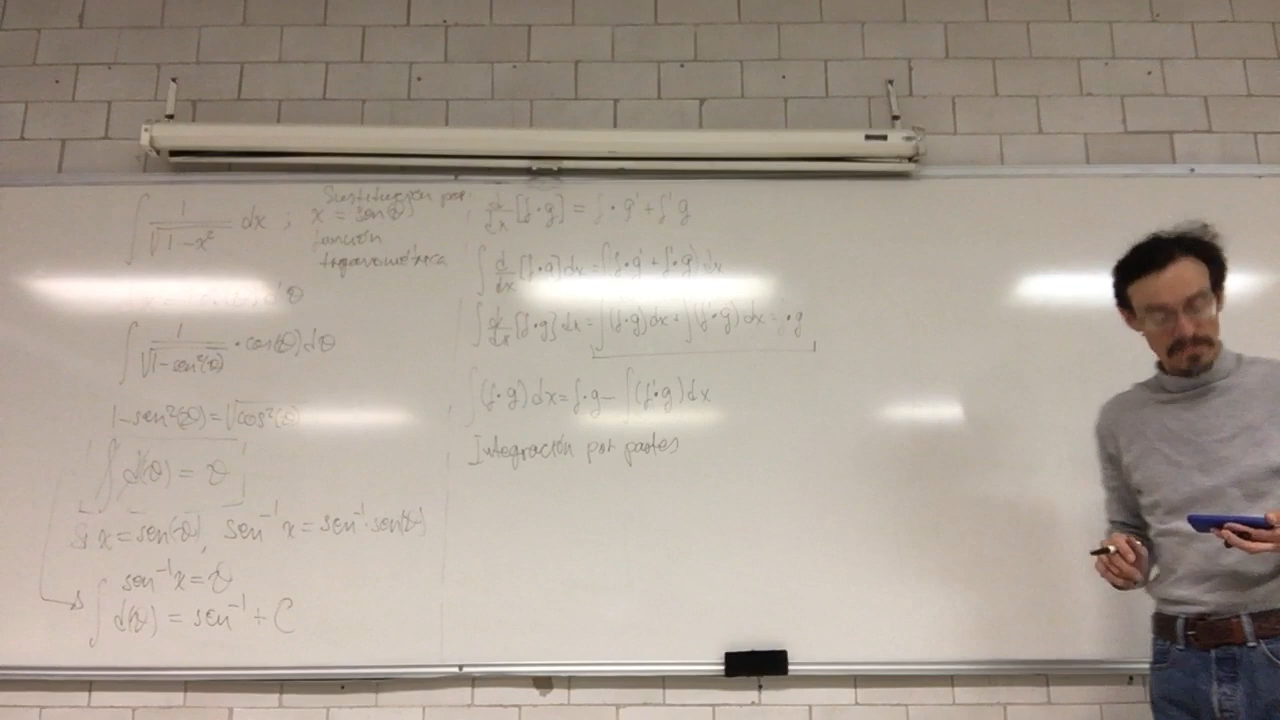 ∫ 1/√(1-x²) dx ; x = sen(θ)
Sustitución por
función
trigonométrica
∫ 1/√(1-sen²(θ)) · cos(θ)dθ
1-sen²(θ)=√cos²(θ)
∫ d(θ) = θ
Si x=sen(θ), sen⁻¹ x=sen⁻¹·sen(θ)
sen⁻¹x=θ
∫ d(θ) = sen⁻¹ + C
d/dx [f·g] = f·g' + f' g
∫ d/dx [f·g]dx=∫(f·g' + f'·g) dx
∫ d/dx [f·g] dx=∫(f·g')dx+∫(f'·g) dx= f·g
∫(f·g')dx=f·g-∫(f'·g)dx
Integración por partes